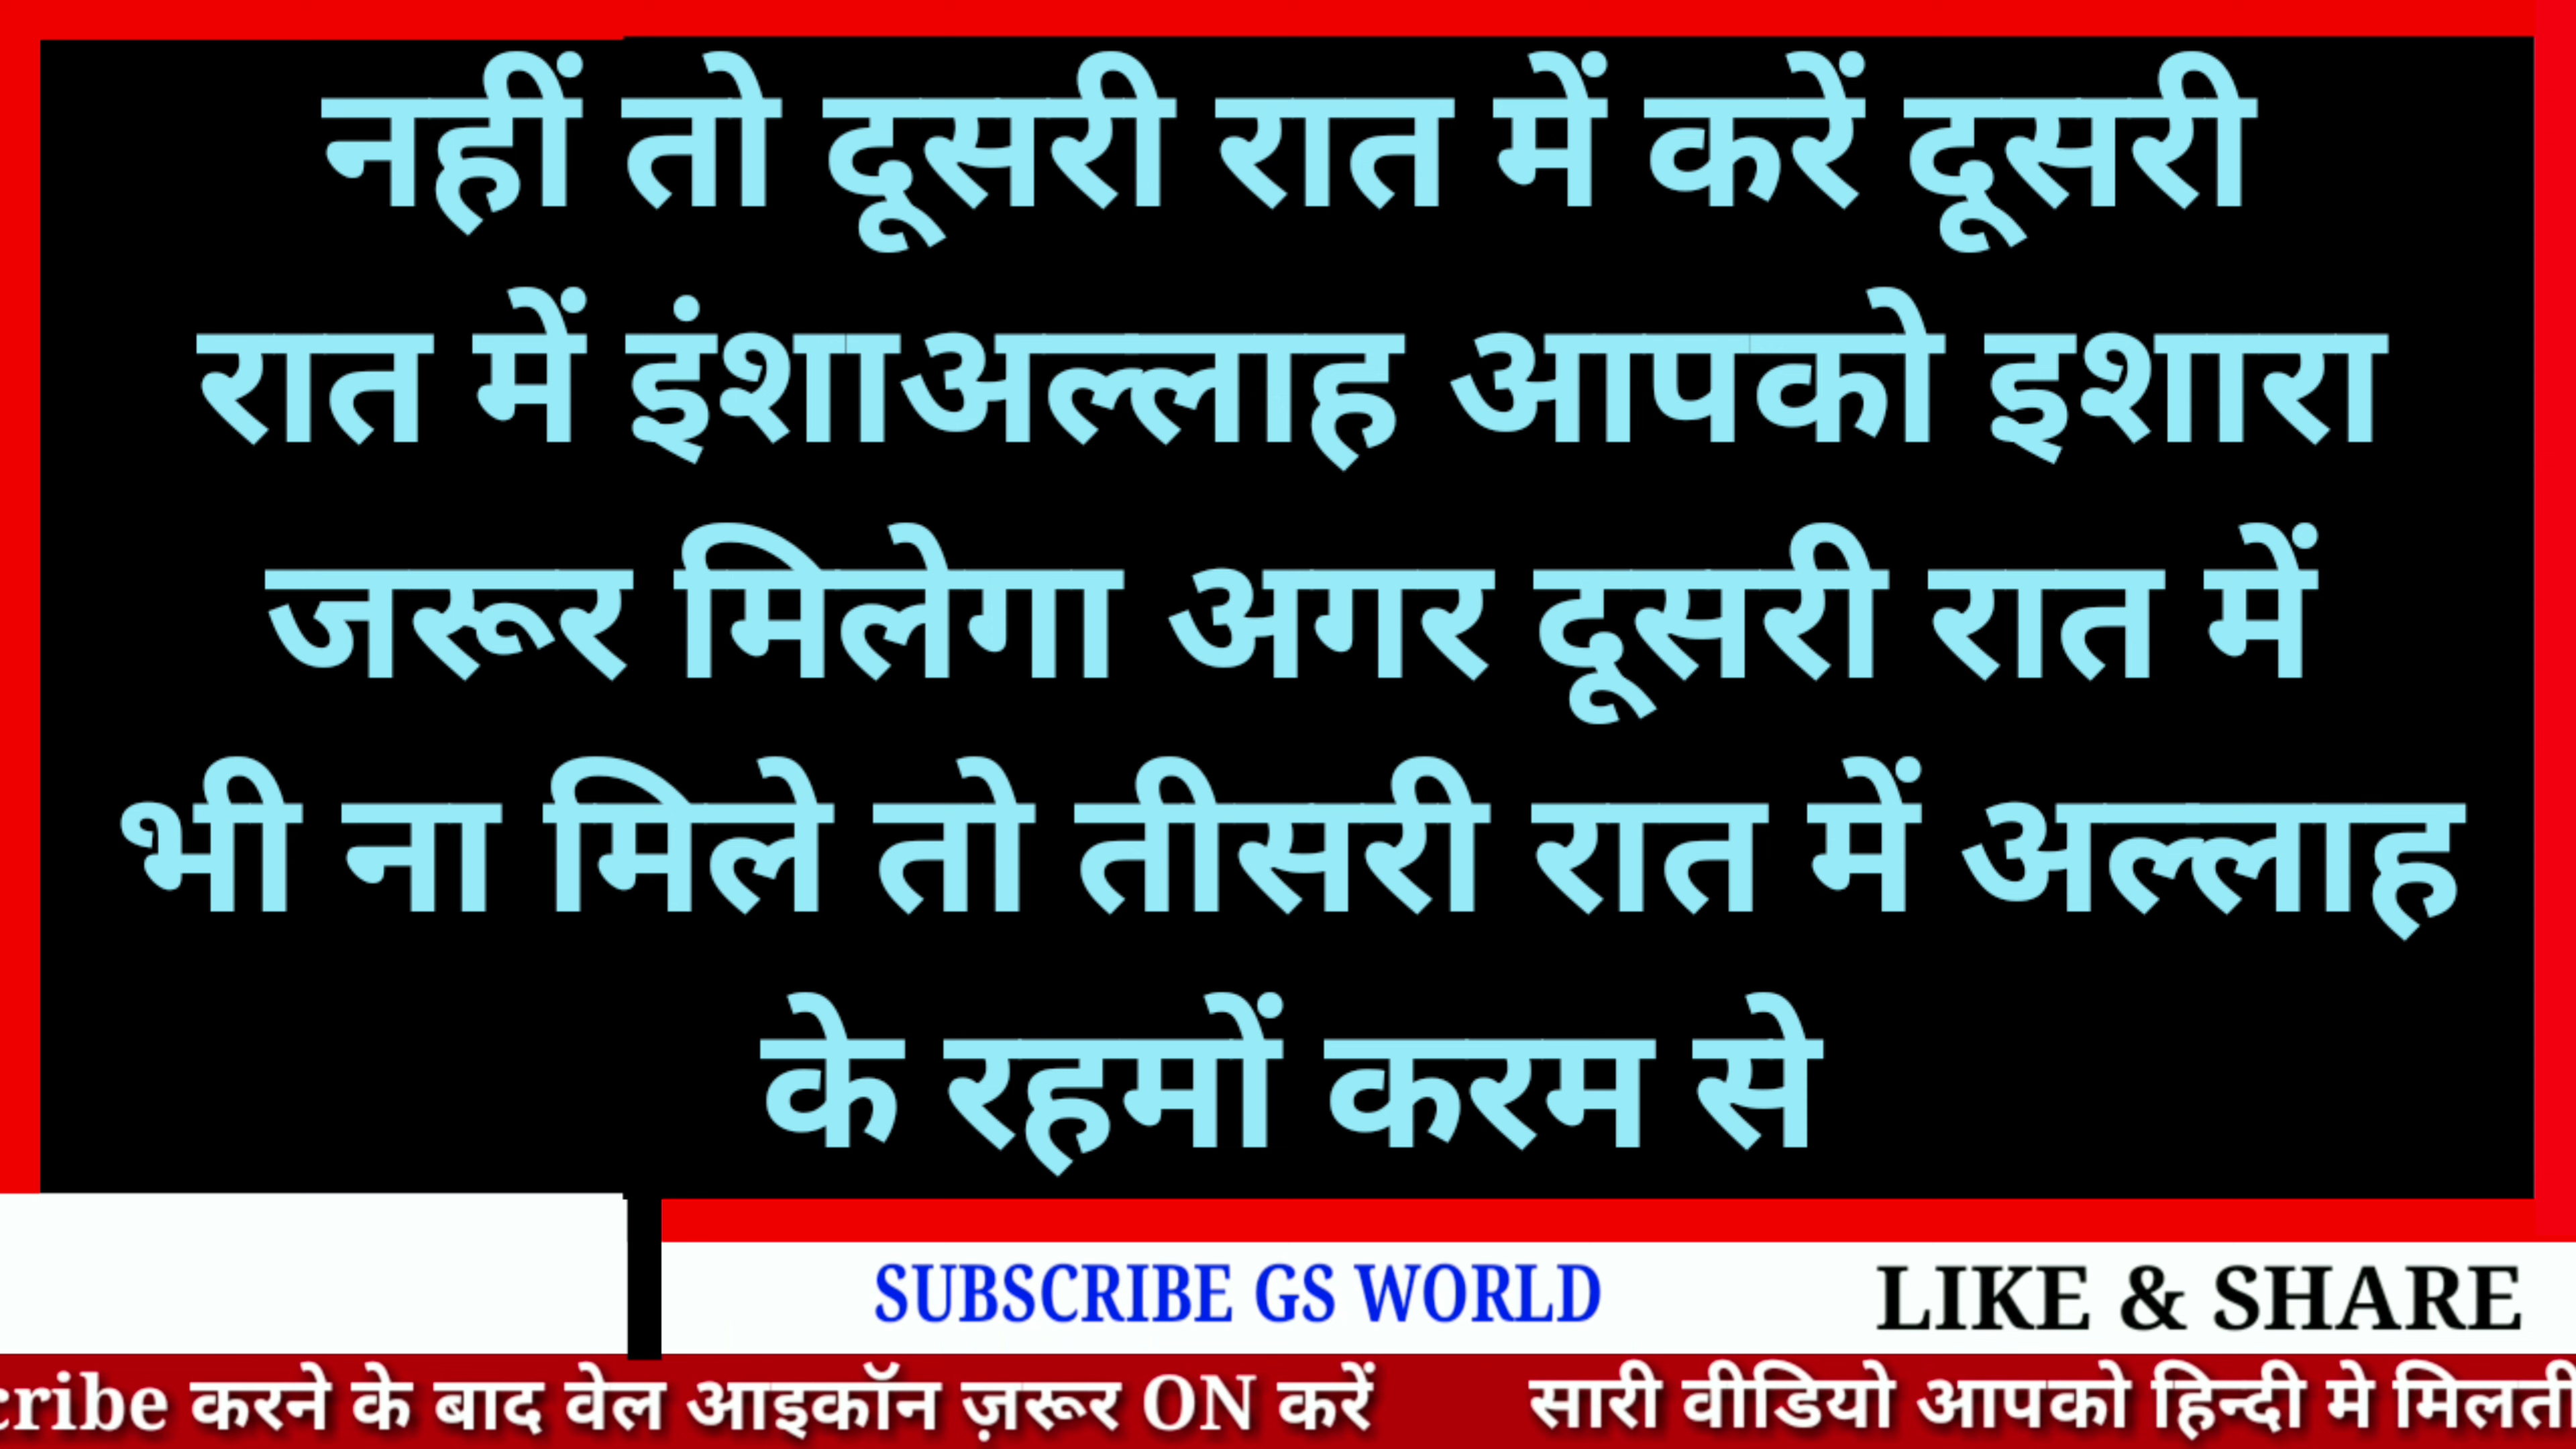 नहीं तो दूसरी रात में करें दूसरी
रात में इंशाअल्लाह आपको इशारा
जरूर मिलेगा अगर दूसरी रात में
भी ना मिले तो तीसरी रात में अल्लाह
के रहमों करम से
SUBSCRIBE GS WORLD
LIKE & SHARE
cribe करने के बाद वेल आइकॉन ज़रूर ON करें सारी वीडियो आपको हिन्दी मे मिलती